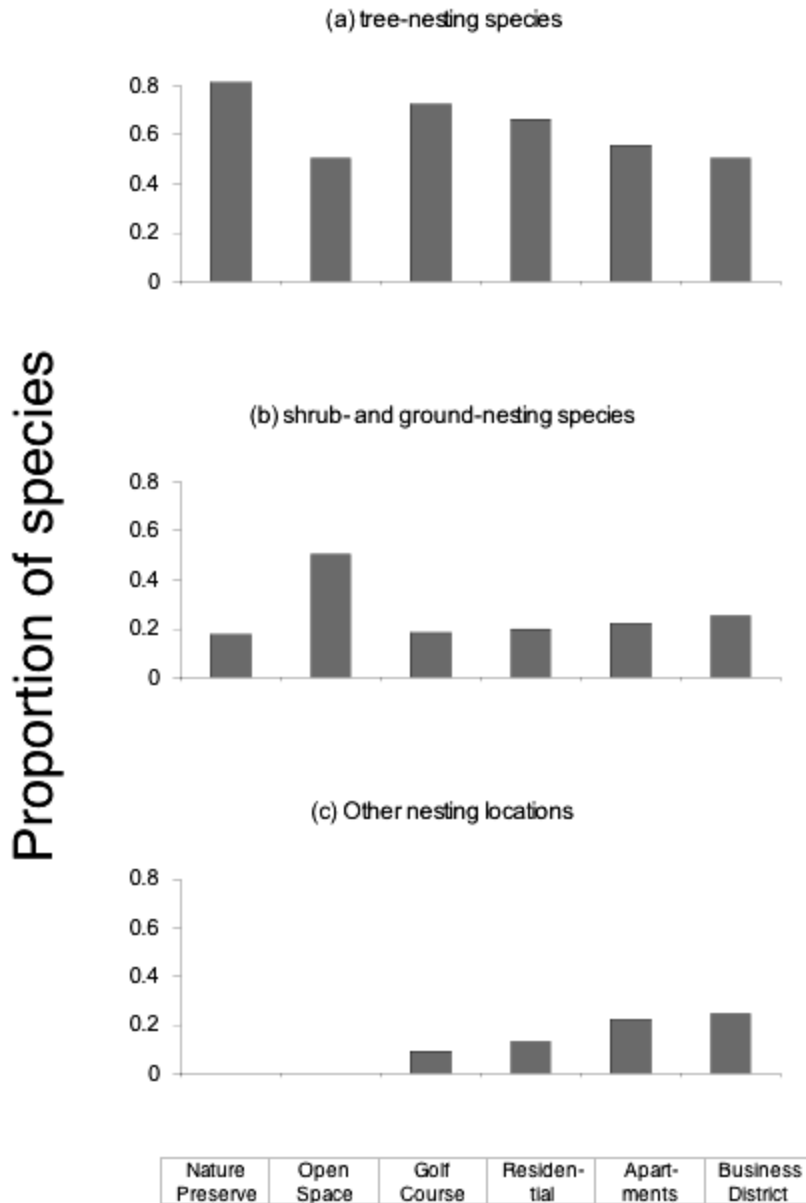 (a) tree-nesting species
0.8
0.6
0.4
0.2
0
Proportion of species
(b) shrub- and ground-nesting species
0.8
0.6
0.4
0.2
0
(c) Other nesting locations
0.8
0.6
0.4
0.2
0
Nature Open Golf Residen- Apart- Business
Preserve Space Course tial ments District